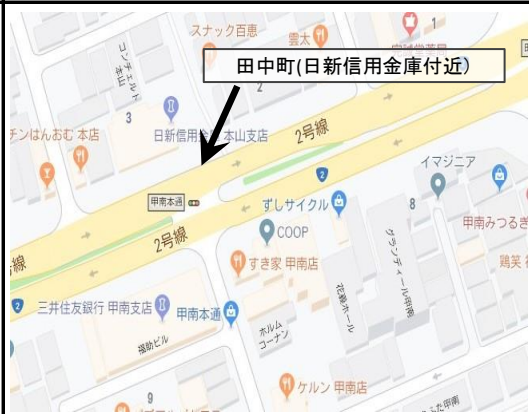 スナック百恵
雲太
1
田中町(日新信用金庫付近)
コンチェルト
本山
2
3
チンはんおむ 本店
日新信用金
本山支店
2号線
イマジニア
2
甲南本通
ずしサイクル
8
COOP
甲南みつるぎ
2号線
号線
すき家 甲南店
グランディール甲南
鶏笑
2
三井住友銀行 甲南支店
甲南本通
花壇ホール
ホルム
コーナン
福助ビル
9
ケルン 甲南店